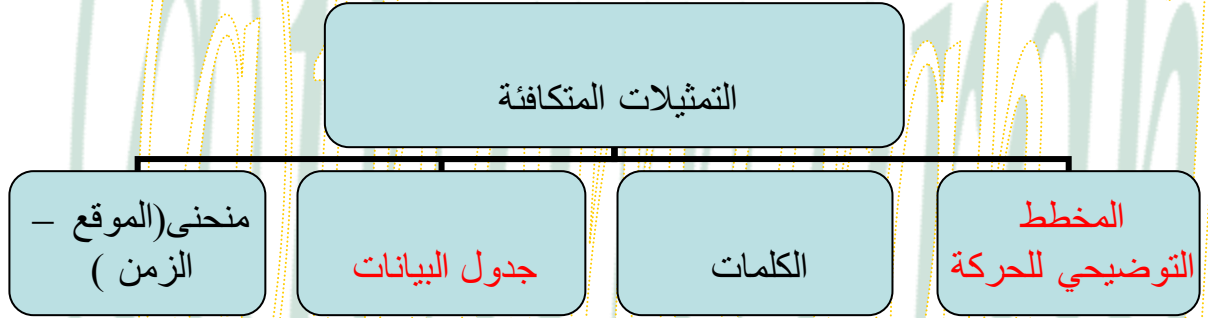 التمثيلات المتكافئة
المخطط
التوضيحي للحركة
الكلمات
جدول البيانات
منحنى(الموقع –
الزمن )